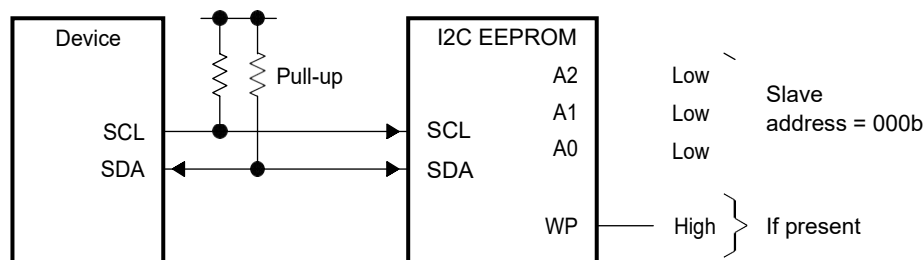 Device
I2C EEPROM
Pull-up
A2 Low
A1 Low
A0 Low
Slave
address = 000b
SCL
SCL
SDA
SDA
WP High
If present